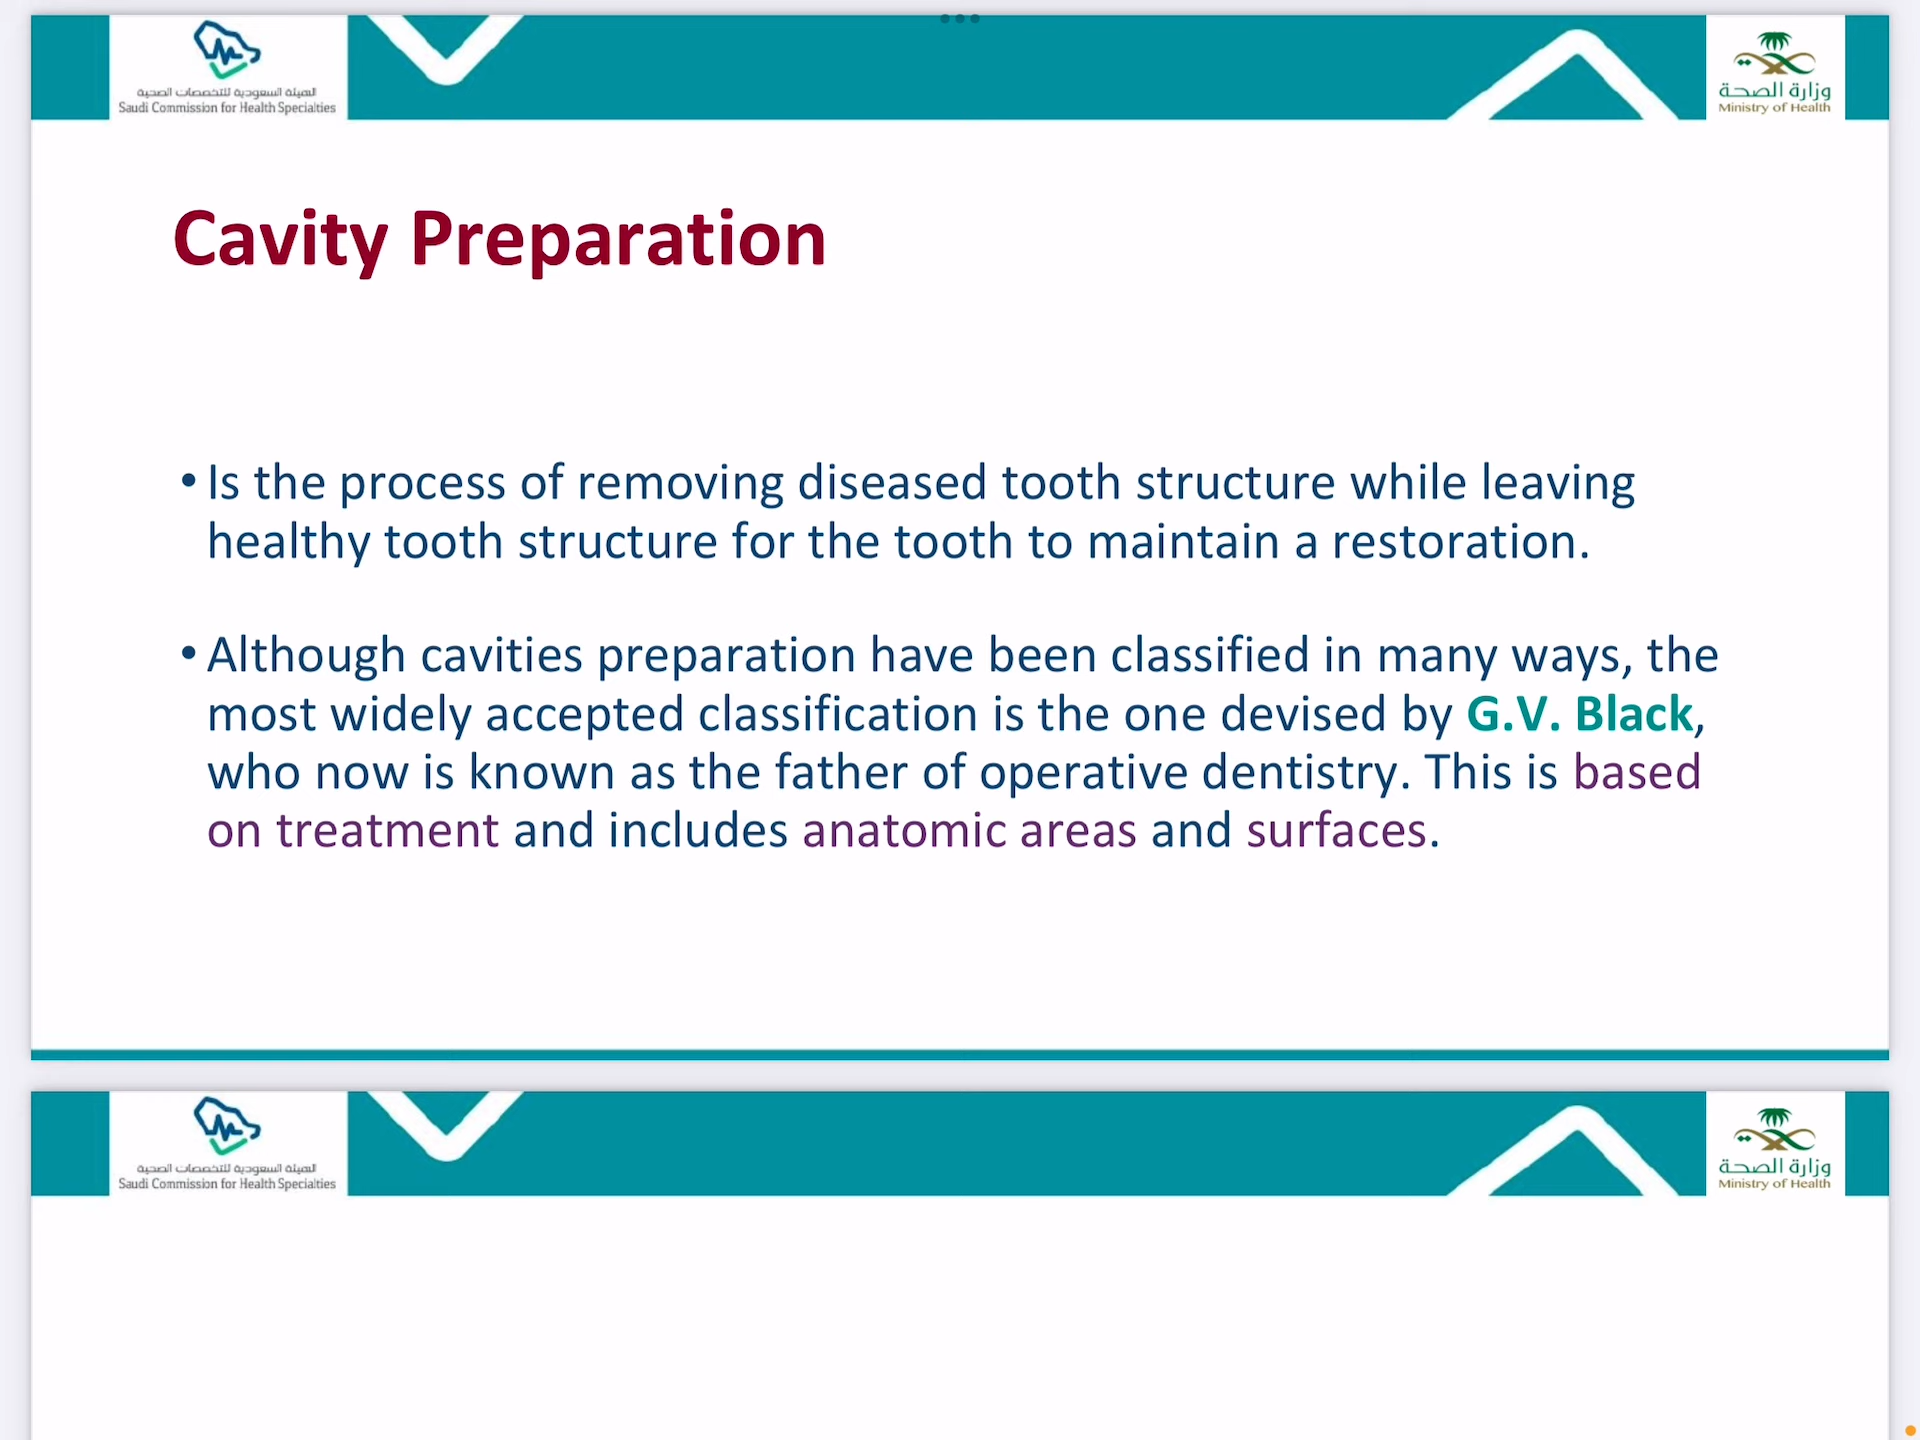 الهيئة السعودية للتخصصات الصحية
Saudi Commission for Health Specialties
وزارة الصحة
Ministry of Health
Cavity Preparation
• Is the process of removing diseased tooth structure while leaving
healthy tooth structure for the tooth to maintain a restoration.
• Although cavities preparation have been classified in many ways, the
most widely accepted classification is the one devised by G.V. Black,
who now is known as the father of operative dentistry. This is based
on treatment and includes anatomic areas and surfaces.
الهيئة السعودية للتخصصات الصحية
Saudi Commission for Health Specialties
وزارة الصحة
Ministry of Health